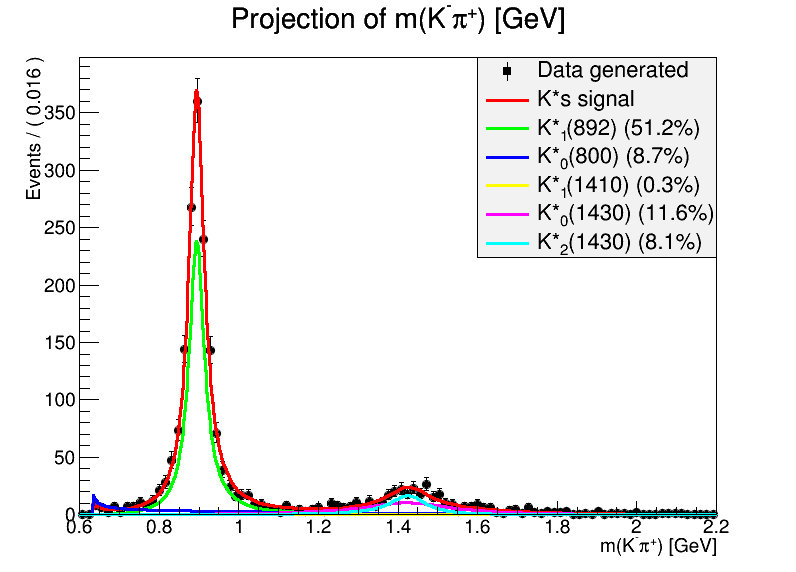 Projection of m(K⁻π⁺) [GeV]
Events / ( 0.016 )
350
300
250
200
150
100
50
0
0.6 0.8 1 1.2 1.4 1.6 1.8 2 2.2
m(K⁻π⁺) [GeV]
Data generated
K*s signal
K*₁(892) (51.2%)
K*₀(800) (8.7%)
K*₁(1410) (0.3%)
K*₀(1430) (11.6%)
K*₂(1430) (8.1%)